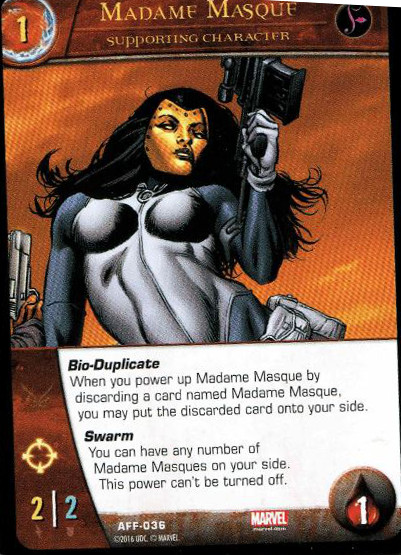 1
MADAME MASQUE
SUPPORTING CHARACTER
Bio-Duplicate
When you power up Madame Masque by
discarding a card named Madame Masque,
you may put the discarded card onto your side.
Swarm
You can have any number of
Madame Masques on your side.
This power can't be turned off.
2 | 2
1
AFF-036
©2016 UDC. © MARVEL
MARVEL
marvel.com